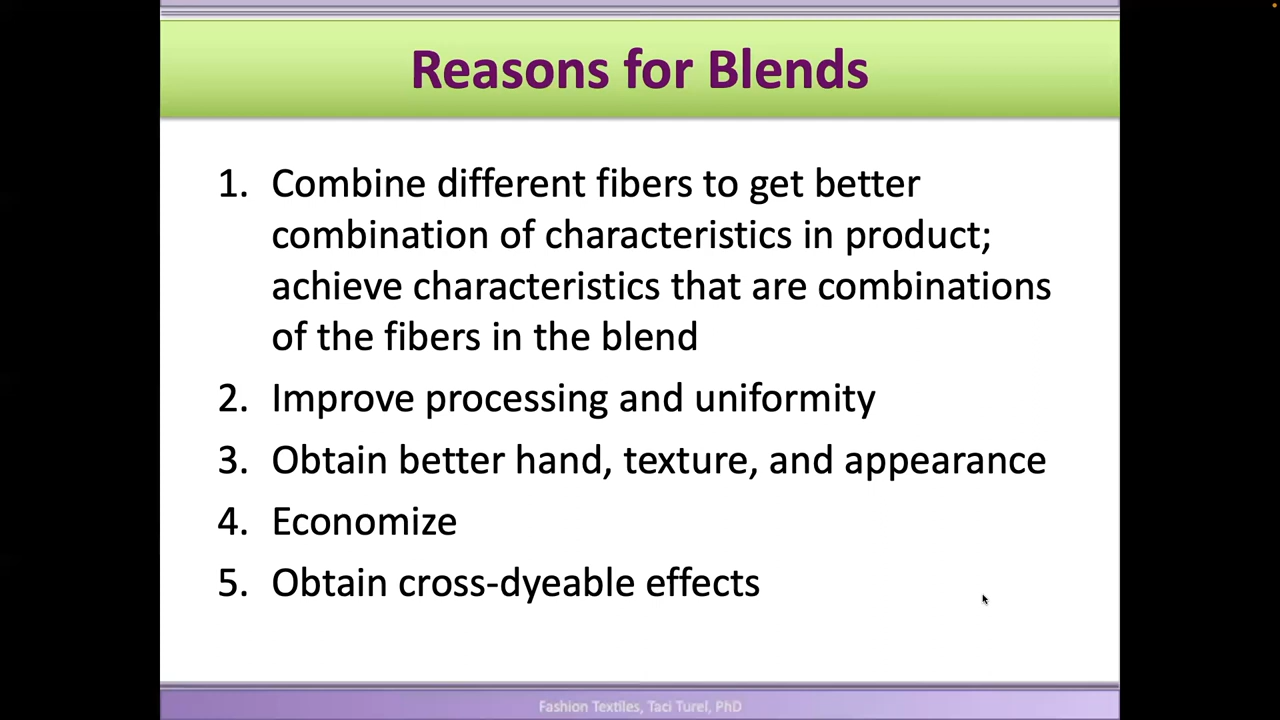 Reasons for Blends
1. Combine different fibers to get better
combination of characteristics in product;
achieve characteristics that are combinations
of the fibers in the blend
2. Improve processing and uniformity
3. Obtain better hand, texture, and appearance
4. Economize
5. Obtain cross-dyeable effects
Fashion Textiles, Taci Turel, PhD